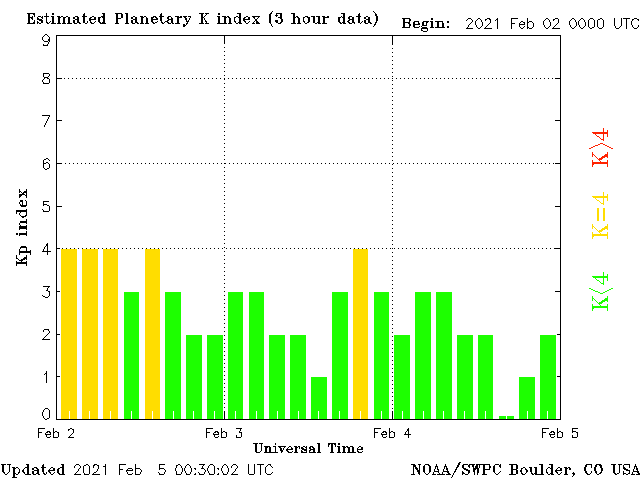 Estimated Planetary K index (3 hour data)
Begin: 2021 Feb 02 0000 UTC
9
8
7
6
5
4
3
2
1
0
Kp index
K>4
K=4
K<4
Feb 2
Feb 3
Feb 4
Feb 5
Universal Time
Updated 2021 Feb 5 00:30:02 UTC
NOAA/SWPC Boulder, CO USA